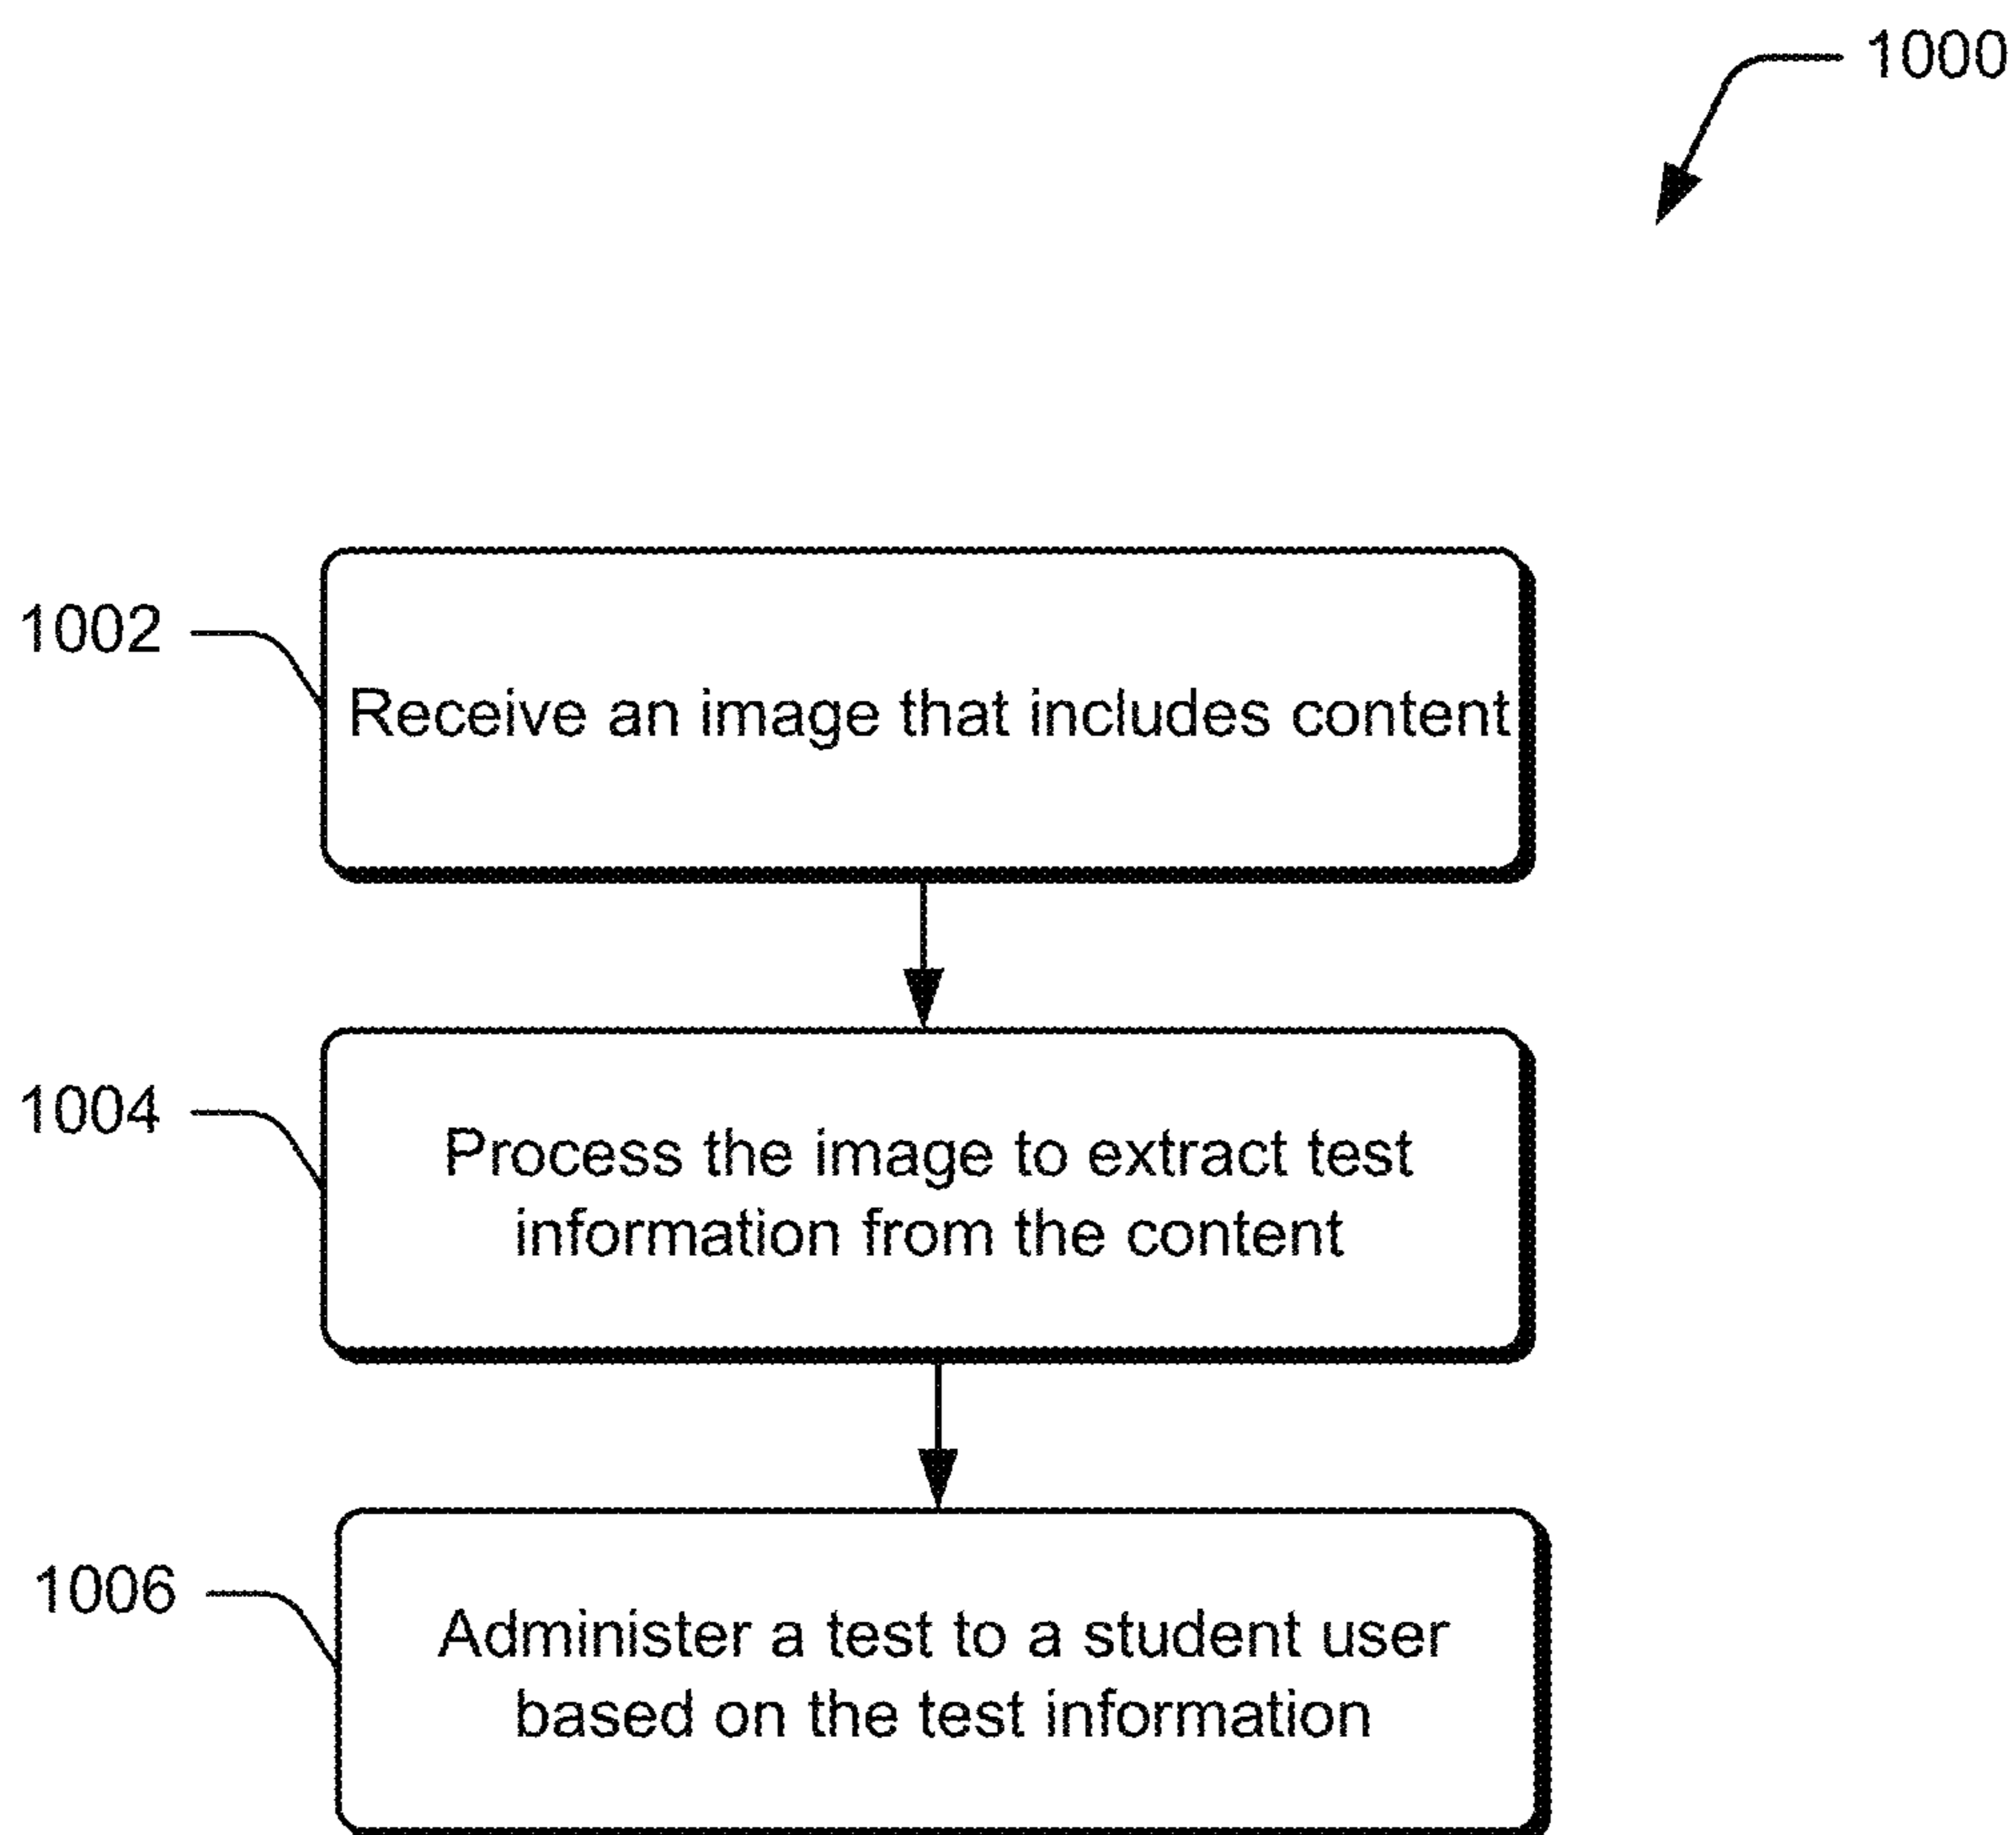 1000
1002
Receive an image that includes content
1004
Process the image to extract test
information from the content
1006
Administer a test to a student user
based on the test information